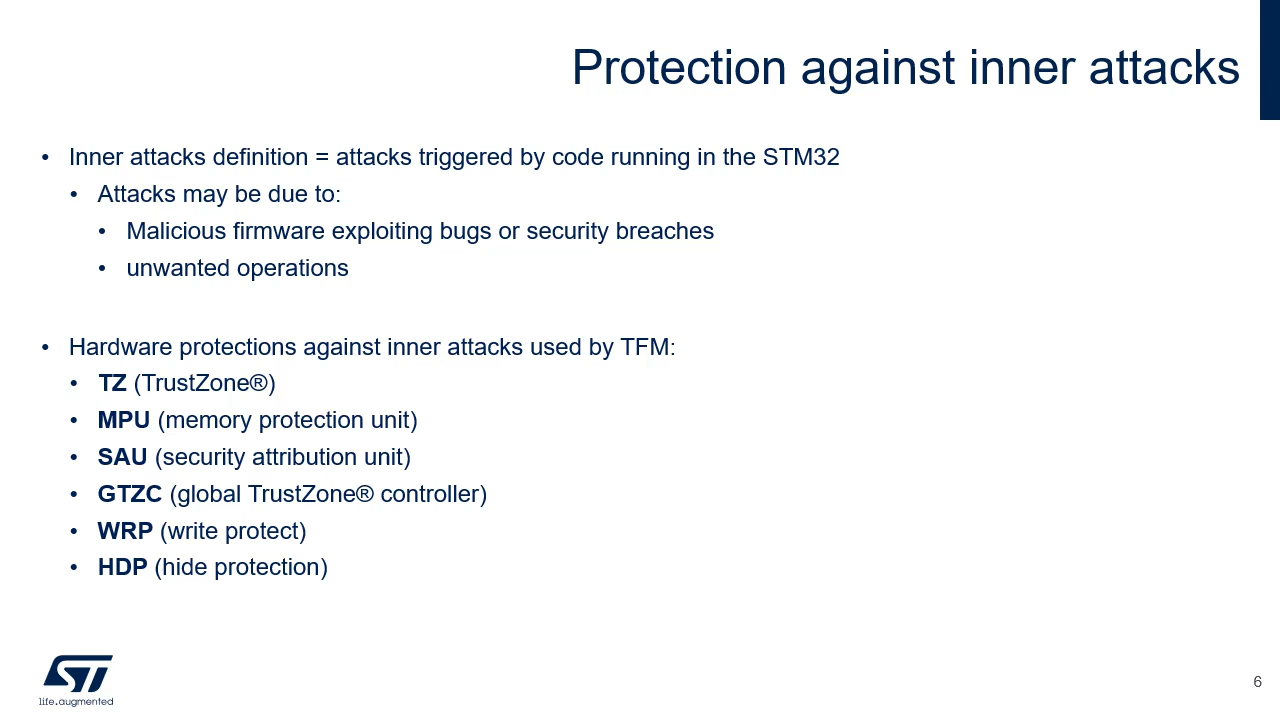 Protection against inner attacks
• Inner attacks definition = attacks triggered by code running in the STM32
• Attacks may be due to:
• Malicious firmware exploiting bugs or security breaches
• unwanted operations
• Hardware protections against inner attacks used by TFM:
• TZ (TrustZone®)
• MPU (memory protection unit)
• SAU (security attribution unit)
• GTZC (global TrustZone® controller)
• WRP (write protect)
• HDP (hide protection)
ST
life.augmented
6